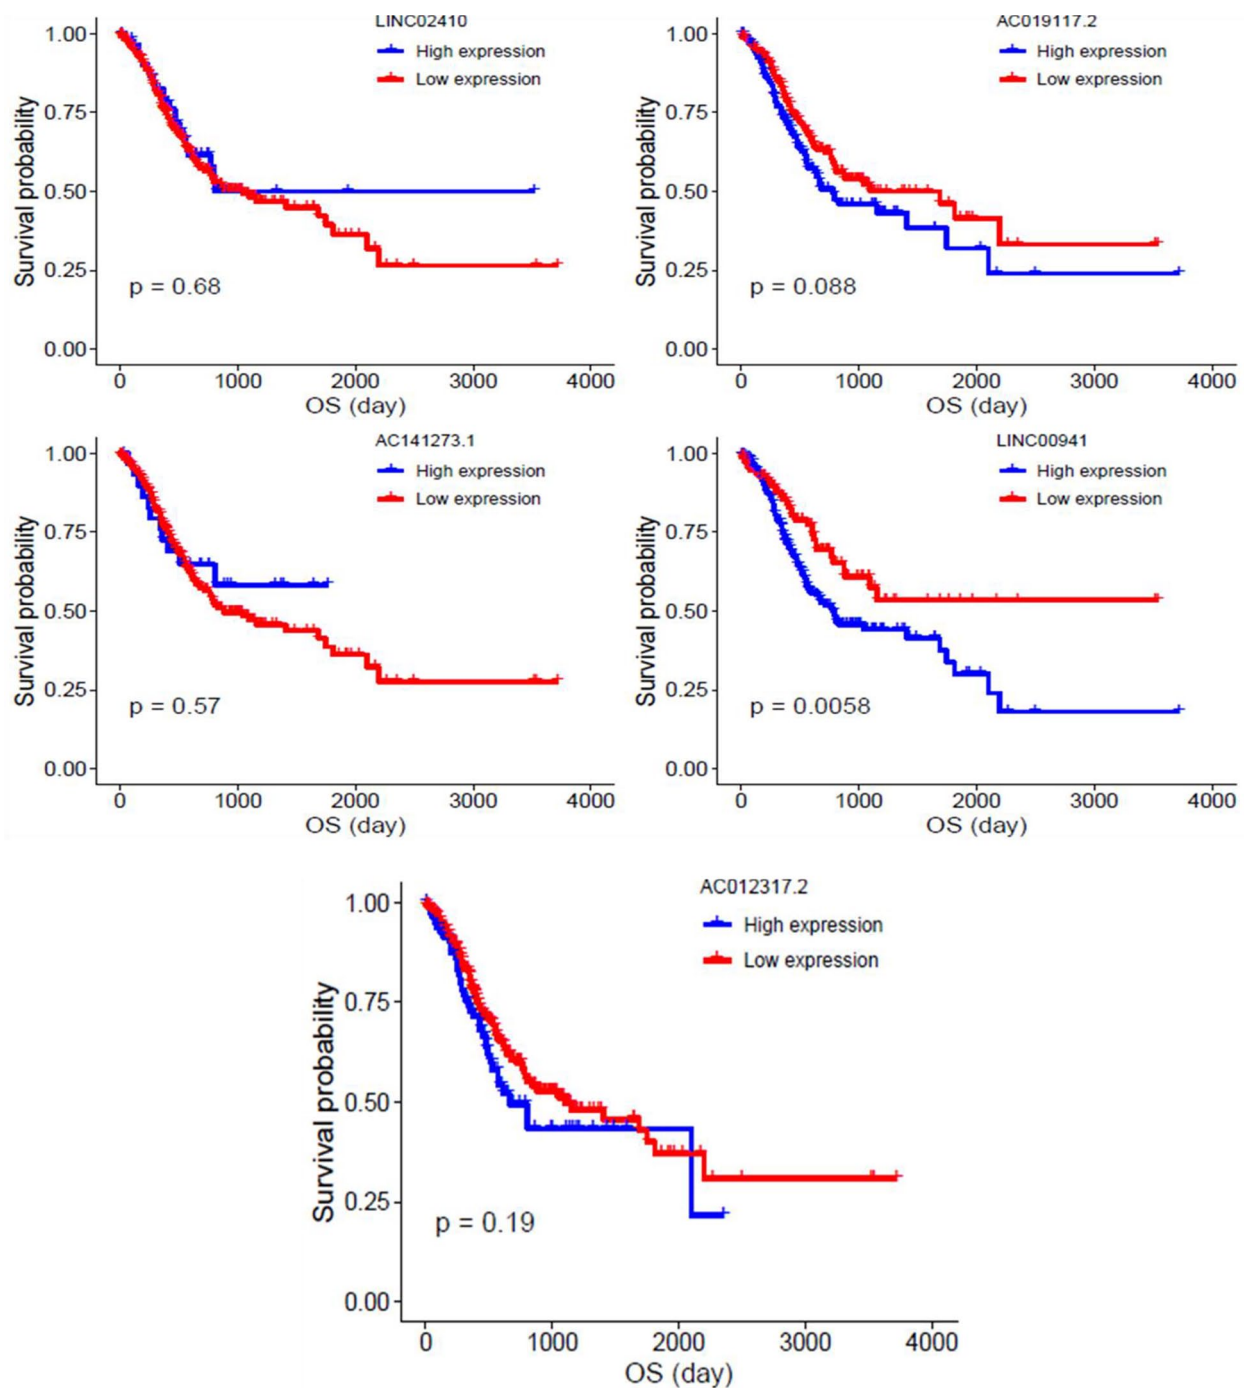 LINC02410
High expression
Low expression
Survival probability
1.00
0.75
0.50
0.25
0.00
p = 0.68
0 1000 2000 3000 4000
OS (day)
AC019117.2
High expression
Low expression
Survival probability
1.00
0.75
0.50
0.25
0.00
p = 0.088
0 1000 2000 3000 4000
OS (day)
AC141273.1
High expression
Low expression
Survival probability
1.00
0.75
0.50
0.25
0.00
p = 0.57
0 1000 2000 3000 4000
OS (day)
LINC00941
High expression
Low expression
Survival probability
1.00
0.75
0.50
0.25
0.00
p = 0.0058
0 1000 2000 3000 4000
OS (day)
AC012317.2
High expression
Low expression
Survival probability
1.00
0.75
0.50
0.25
0.00
p = 0.19
0 1000 2000 3000 4000
OS (day)